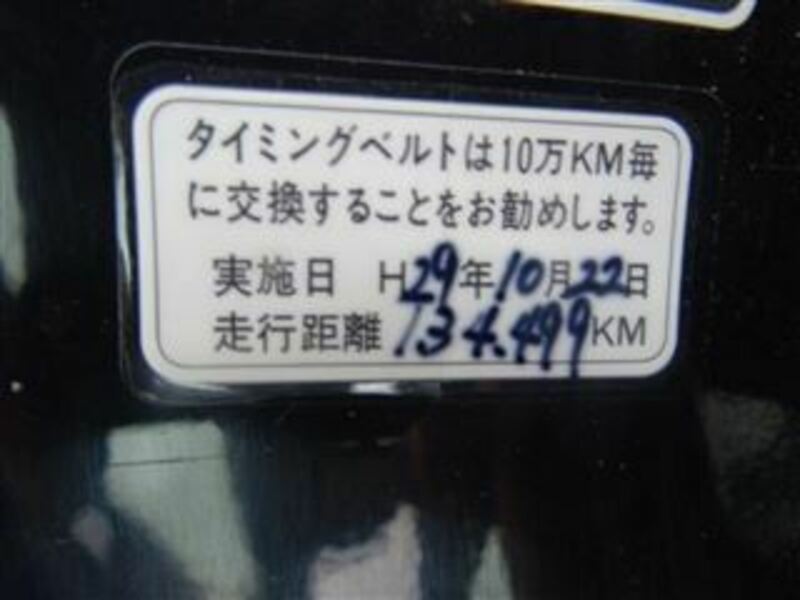 タイミングベルトは10万KM毎
に交換することをお勧めします。
実施日 H29年10月22日
走行距離 134.499KM